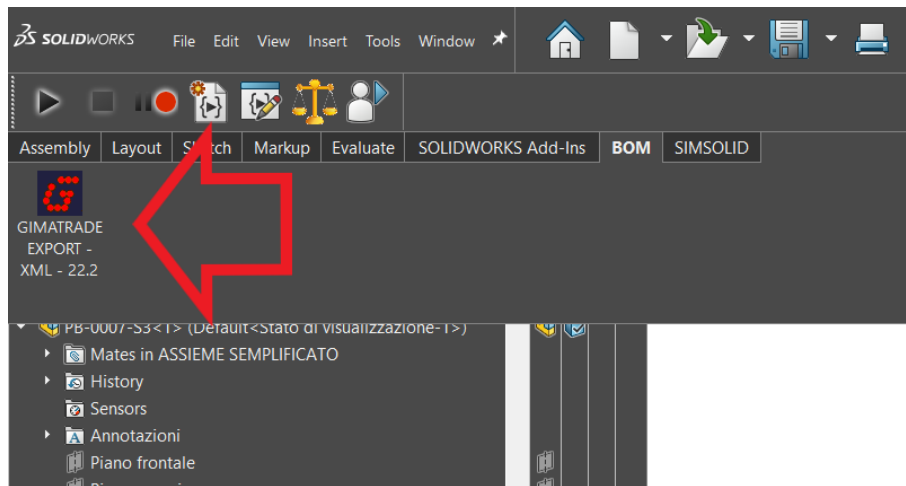 SOLIDWORKS File Edit View Insert Tools Window
Assembly Layout Sketch Markup Evaluate SOLIDWORKS Add-Ins BOM SIMSOLID
GIMATRADE
EXPORT -
XML - 22.2
PB-0007-S3<1> (Default<Stato di visualizzazione-1>)
Mates in ASSIEME SEMPLIFICATO
History
Sensors
Annotazioni
Piano frontale